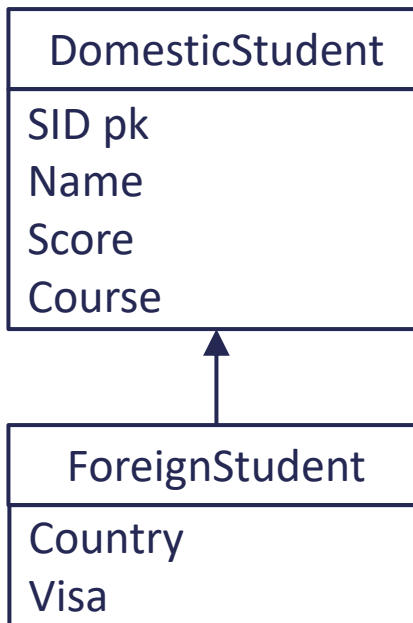 DomesticStudent
SID pk
Name
Score
Course
ForeignStudent
Country
Visa